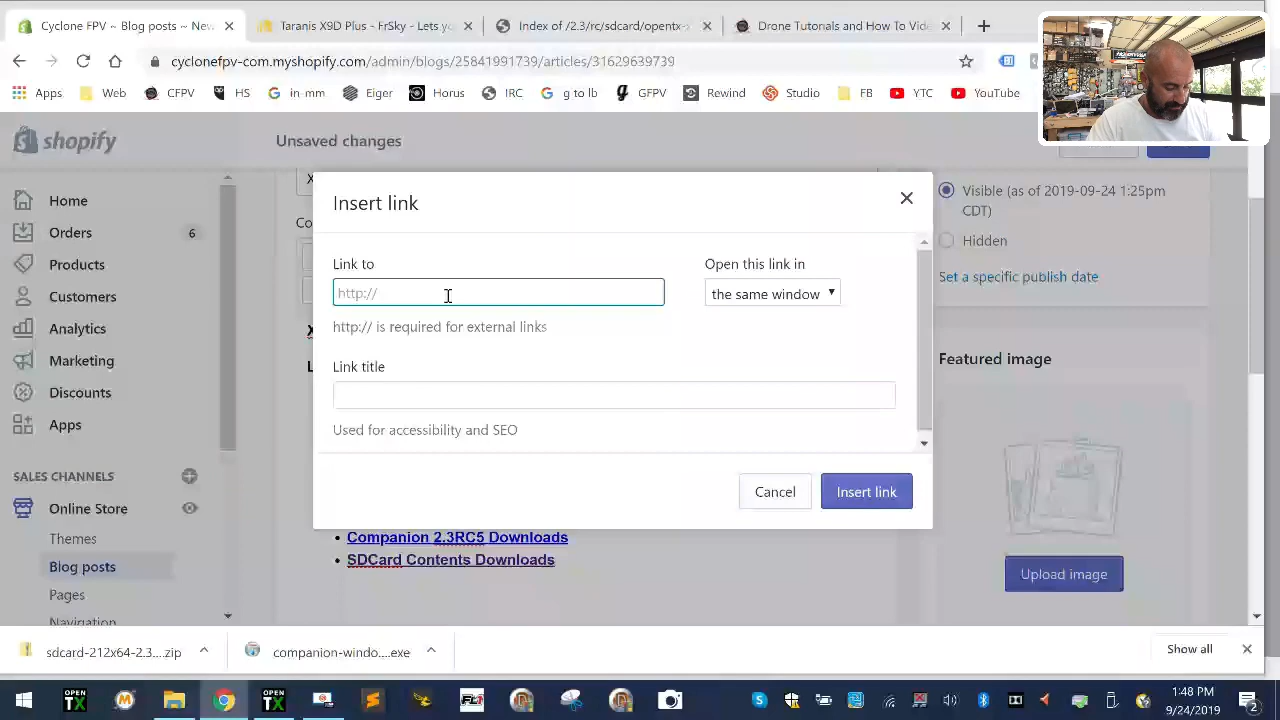 Cyclone FPV ~ Blog posts ~ New
Taranis X9D Plus - FrSky - Lets y
Index of /2.3/rc/sdcard/opentx-
Drone Tutorials and How To Vide
cyclonefpv-com.myshopify.com/admin/blogs/25841991739/articles/31629639739
Apps
Web
CFPV
HS
in-mm
Eiger
Horus
IRC
g to lb
GFPV
Rewind
Studio
FB
YTC
YouTube
shopify
Unsaved changes
Home
Orders
6
Products
Customers
Analytics
Marketing
Discounts
Apps
SALES CHANNELS
Online Store
Themes
Blog posts
Pages
Navigation
Insert link
Link to
http://
http:// is required for external links
Open this link in
the same window
Link title
Used for accessibility and SEO
Cancel
Insert link
Companion 2.3RC5 Downloads
SDCard Contents Downloads
Visible (as of 2019-09-24 1:25pm
CDT)
Hidden
Set a specific publish date
Featured image
Upload image
sdcard-212x64-2.3....zip
companion-windo....exe
Show all
OPEN
TX
OPEN
TX
1:48 PM
9/24/2019
2